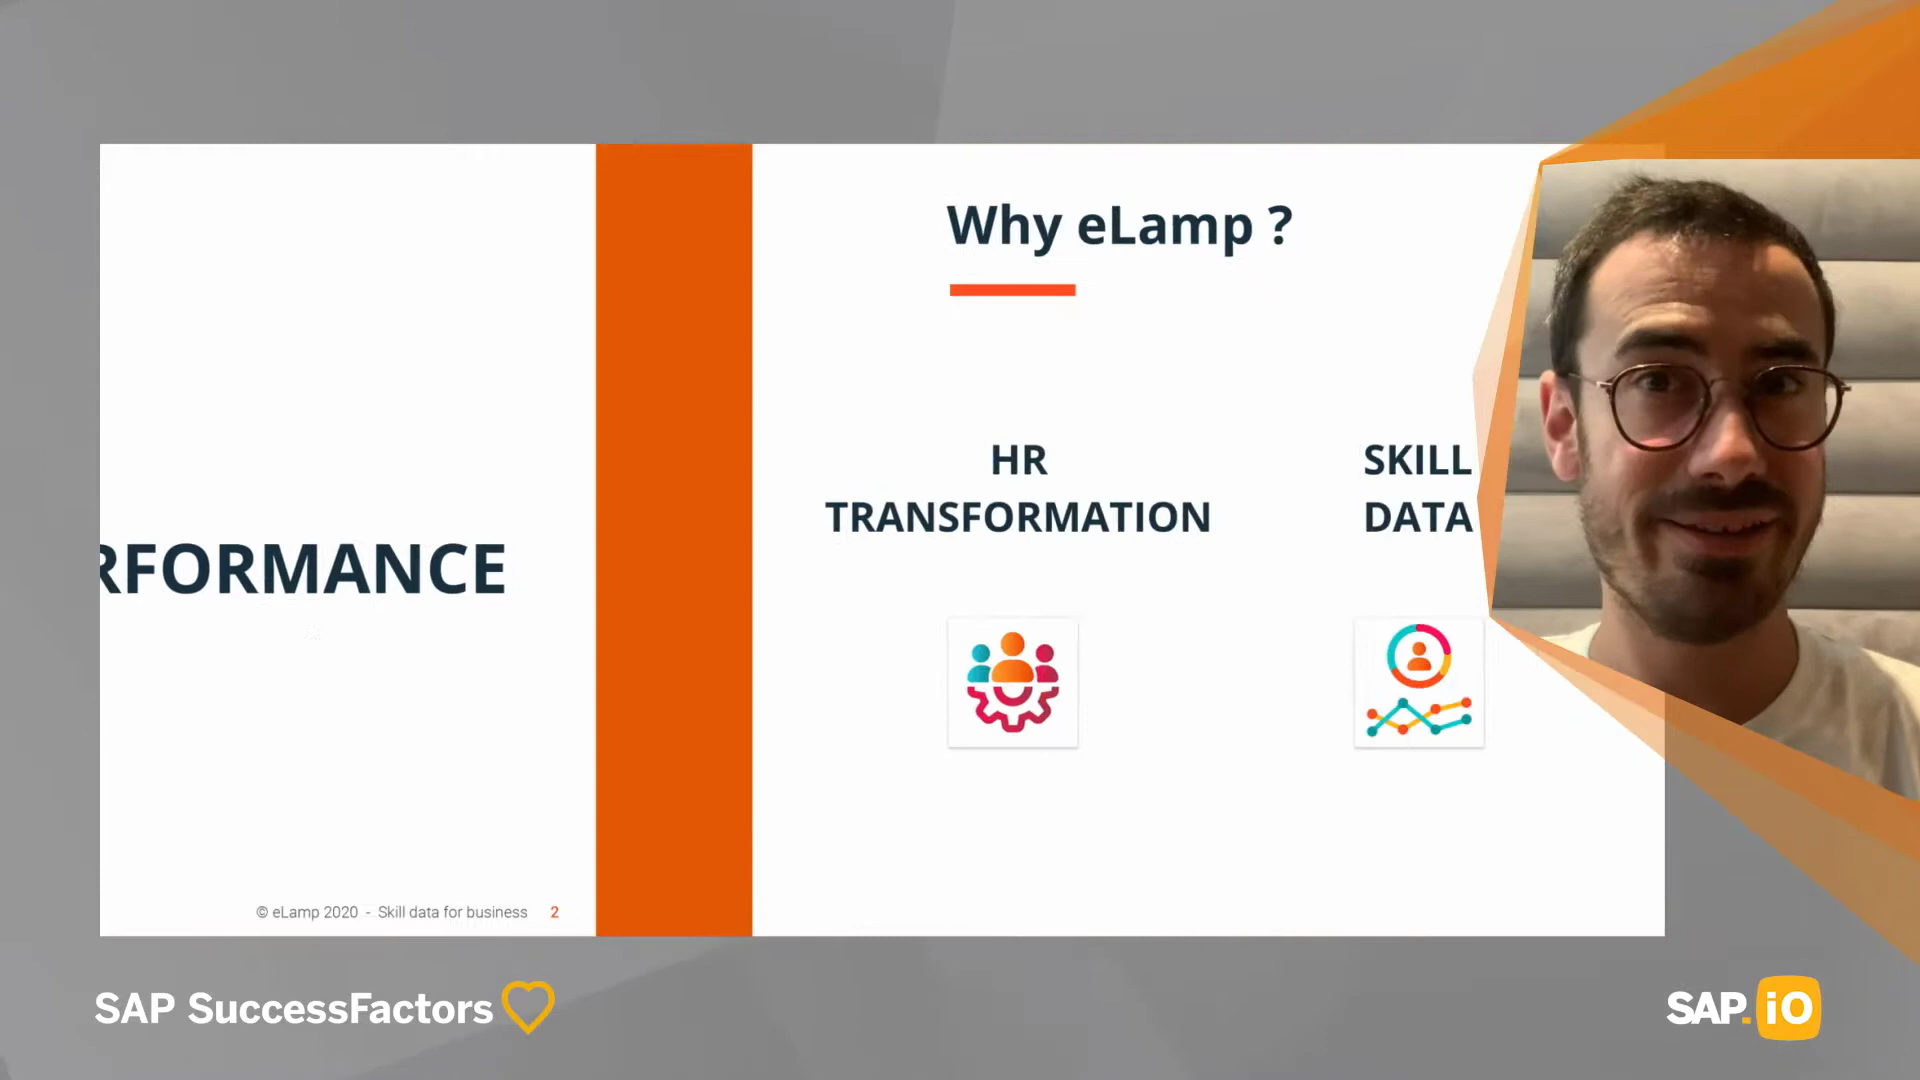 RFORMANCE
© eLamp 2020 - Skill data for business 2
Why eLamp ?
HR
TRANSFORMATION
SKILL
DATA
SAP SuccessFactors
SAP.iO